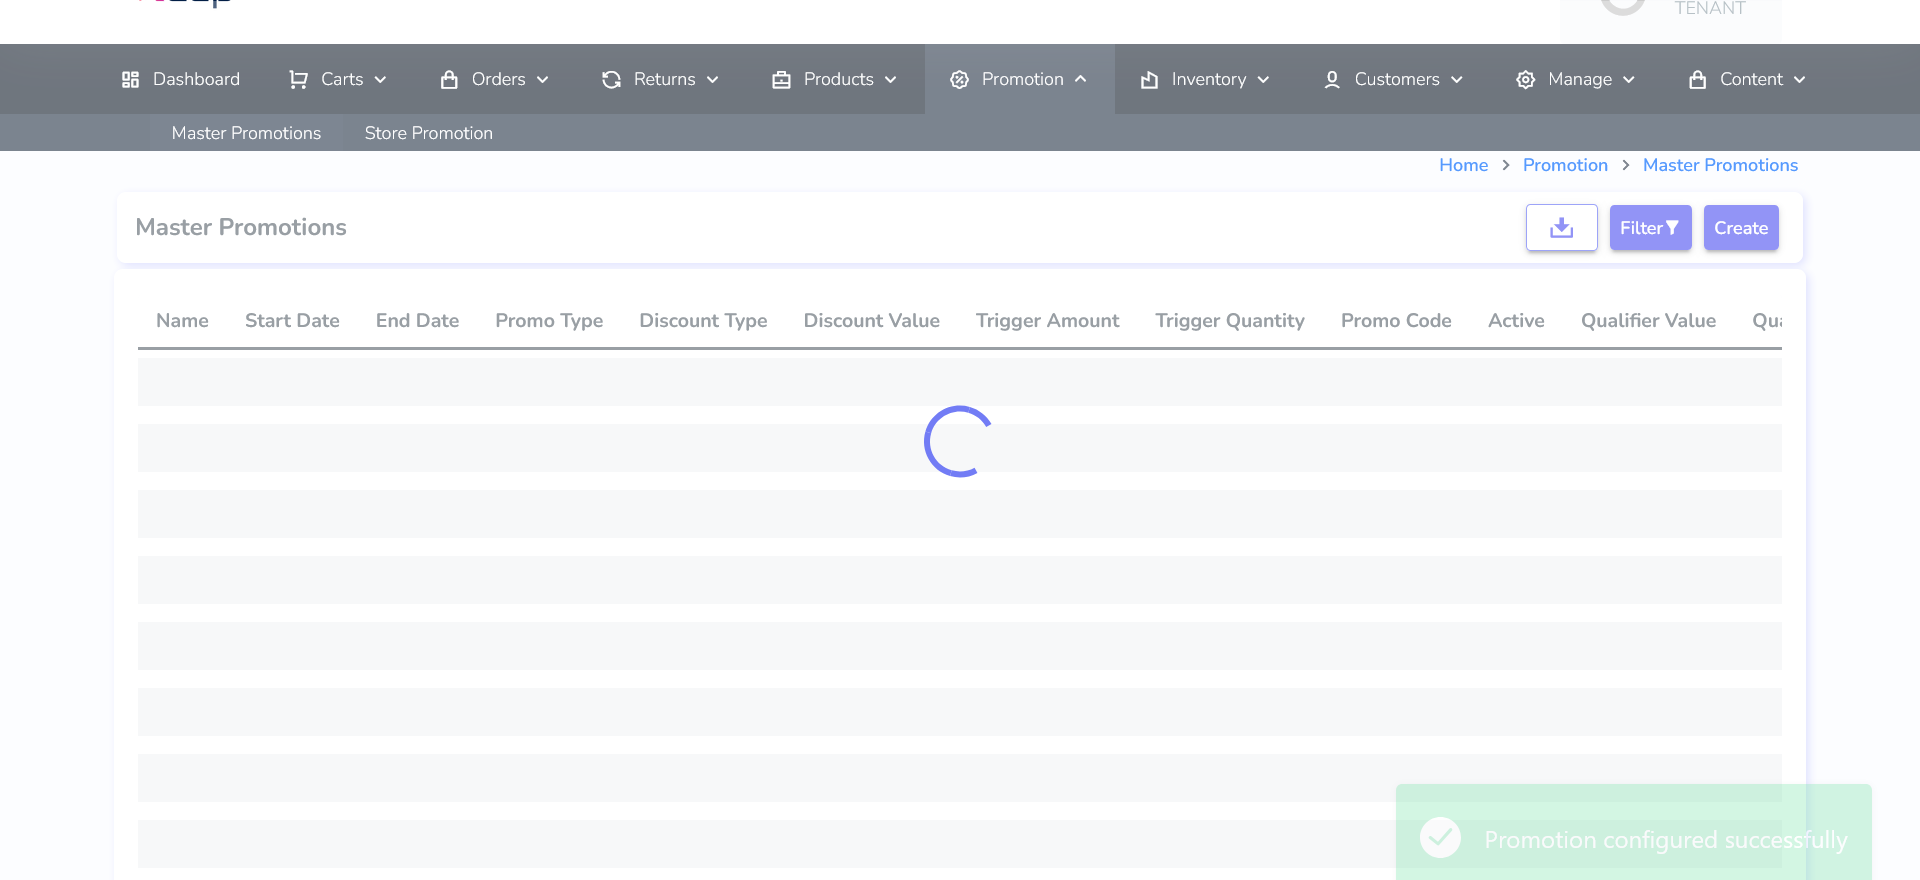 TENANT
Dashboard Carts Orders Returns Products Promotion Inventory Customers Manage Content
Master Promotions Store Promotion
Home > Promotion > Master Promotions
Master Promotions Filter Create
Name Start Date End Date Promo Type Discount Type Discount Value Trigger Amount Trigger Quantity Promo Code Active Qualifier Value
Promotion configured successfully